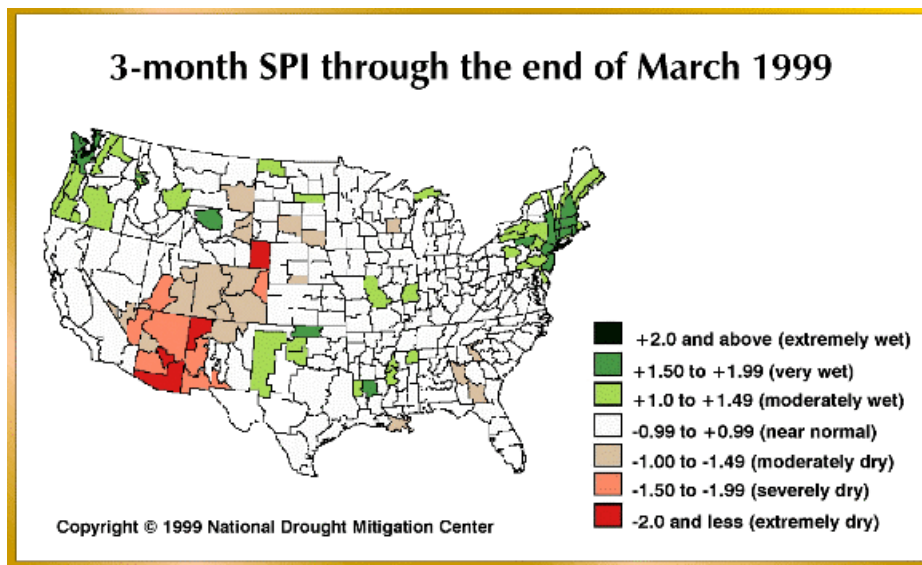 3-month SPI through the end of March 1999
+2.0 and above (extremely wet)
+1.50 to +1.99 (very wet)
+1.0 to +1.49 (moderately wet)
-0.99 to +0.99 (near normal)
-1.00 to -1.49 (moderately dry)
-1.50 to -1.99 (severely dry)
-2.0 and less (extremely dry)
Copyright © 1999 National Drought Mitigation Center